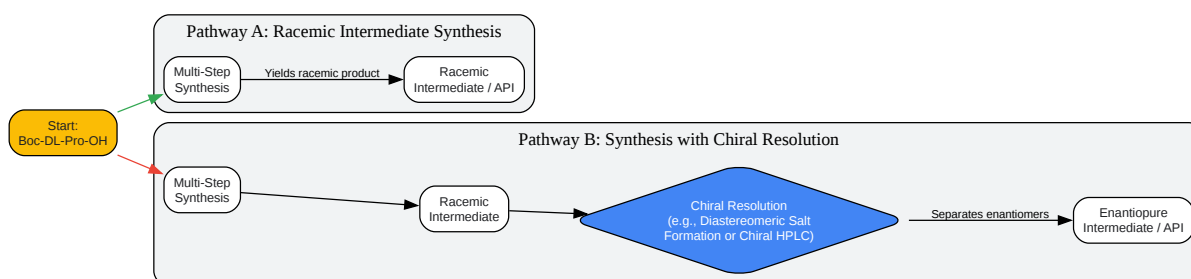 Pathway A: Racemic Intermediate Synthesis
Multi-Step
Synthesis
Yields racemic product
Racemic
Intermediate / API
Start:
Boc-DL-Pro-OH
Pathway B: Synthesis with Chiral Resolution
Multi-Step
Synthesis
Racemic
Intermediate
Chiral Resolution
(e.g., Diastereomeric Salt
Formation or Chiral HPLC)
Separates enantiomers
Enantiopure
Intermediate / API